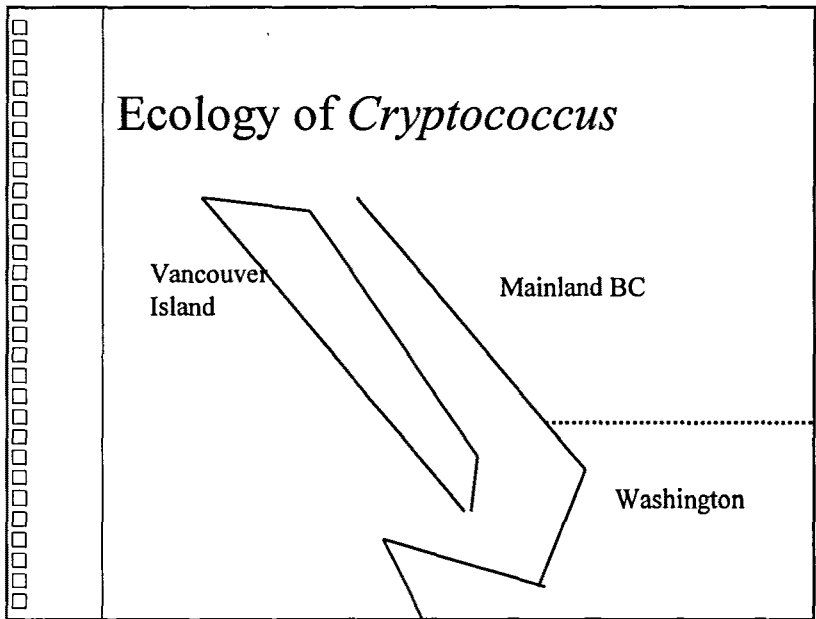 Ecology of Cryptococcus
Vancouver
Island
Mainland BC
Washington